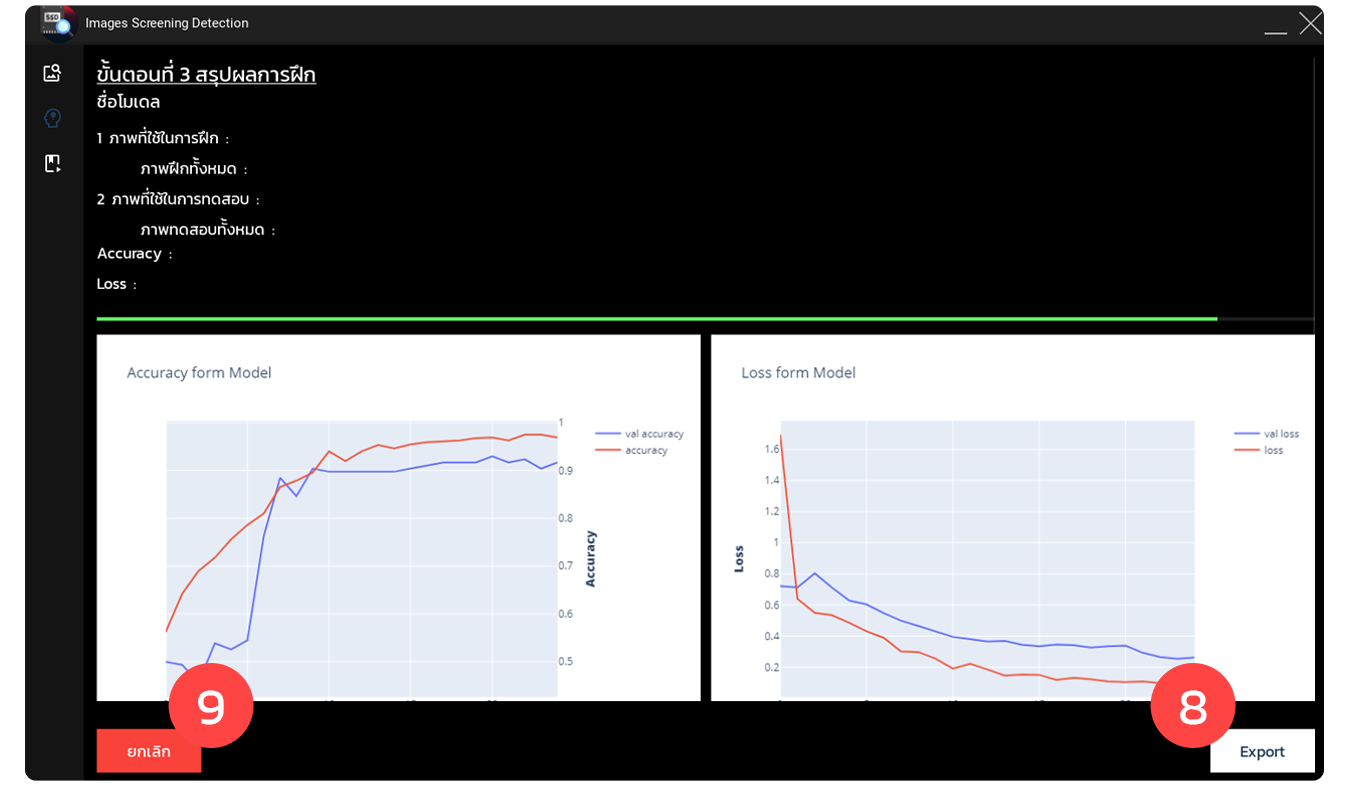 SSD
Images Screening Detection
ขั้นตอนที่ 3 สรุปผลการฝึก
ชื่อโมเดล
1 ภาพที่ใช้ในการฝึก :
ภาพฝึกทั้งหมด :
2 ภาพที่ใช้ในการทดสอบ :
ภาพทดสอบทั้งหมด :
Accuracy :
Loss :
Accuracy form Model
1
0.9
0.8
0.7
0.6
0.5
Accuracy
val accuracy
accuracy
Loss form Model
1.6
1.4
1.2
1
0.8
0.6
0.4
0.2
Loss
val loss
loss
9
8
ยกเลิก
Export